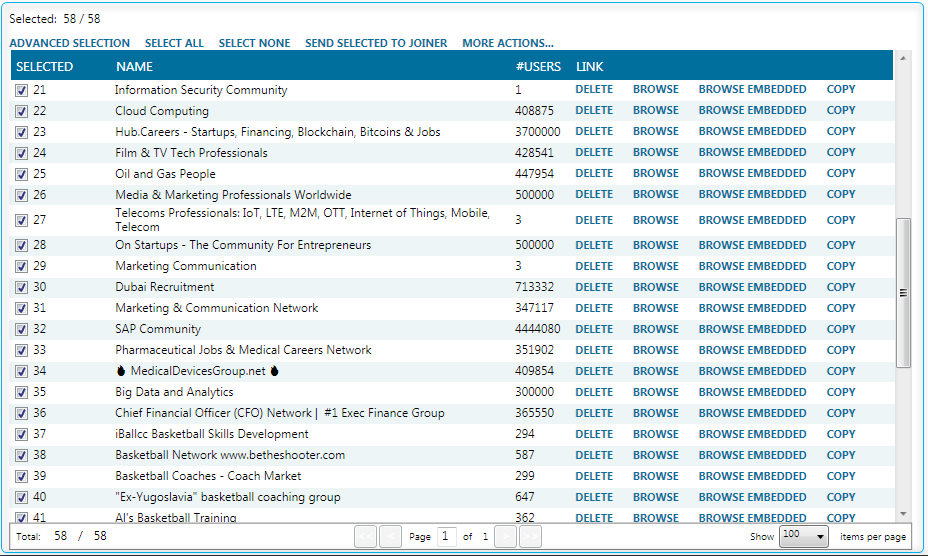 Selected: 58 / 58
ADVANCED SELECTION SELECT ALL SELECT NONE SEND SELECTED TO JOINER MORE ACTIONS...
SELECTED NAME #USERS LINK
21 Information Security Community 1 DELETE BROWSE BROWSE EMBEDDED COPY
22 Cloud Computing 408875 DELETE BROWSE BROWSE EMBEDDED COPY
23 Hub.Careers - Startups, Financing, Blockchain, Bitcoins & Jobs 3700000 DELETE BROWSE BROWSE EMBEDDED COPY
24 Film & TV Tech Professionals 428541 DELETE BROWSE BROWSE EMBEDDED COPY
25 Oil and Gas People 447954 DELETE BROWSE BROWSE EMBEDDED COPY
26 Media & Marketing Professionals Worldwide 500000 DELETE BROWSE BROWSE EMBEDDED COPY
27 Telecoms Professionals: IoT, LTE, M2M, OTT, Internet of Things, Mobile, 3 DELETE BROWSE BROWSE EMBEDDED COPY
Telecom
28 On Startups - The Community For Entrepreneurs 500000 DELETE BROWSE BROWSE EMBEDDED COPY
29 Marketing Communication 3 DELETE BROWSE BROWSE EMBEDDED COPY
30 Dubai Recruitment 713332 DELETE BROWSE BROWSE EMBEDDED COPY
31 Marketing & Communication Network 347117 DELETE BROWSE BROWSE EMBEDDED COPY
32 SAP Community 4444080 DELETE BROWSE BROWSE EMBEDDED COPY
33 Pharmaceutical Jobs & Medical Careers Network 351902 DELETE BROWSE BROWSE EMBEDDED COPY
34 MedicalDevicesGroup.net 409854 DELETE BROWSE BROWSE EMBEDDED COPY
35 Big Data and Analytics 300000 DELETE BROWSE BROWSE EMBEDDED COPY
36 Chief Financial Officer (CFO) Network | #1 Exec Finance Group 365550 DELETE BROWSE BROWSE EMBEDDED COPY
37 iBallcc Basketball Skills Development 294 DELETE BROWSE BROWSE EMBEDDED COPY
38 Basketball Network www.betheshooter.com 587 DELETE BROWSE BROWSE EMBEDDED COPY
39 Basketball Coaches - Coach Market 299 DELETE BROWSE BROWSE EMBEDDED COPY
40 "Ex-Yugoslavia" basketball coaching group 647 DELETE BROWSE BROWSE EMBEDDED COPY
41 Al's Basketball Training 362 DELETE BROWSE BROWSE EMBEDDED COPY
Total: 58 / 58 << < Page 1 of 1 > >> Show 100 items per page